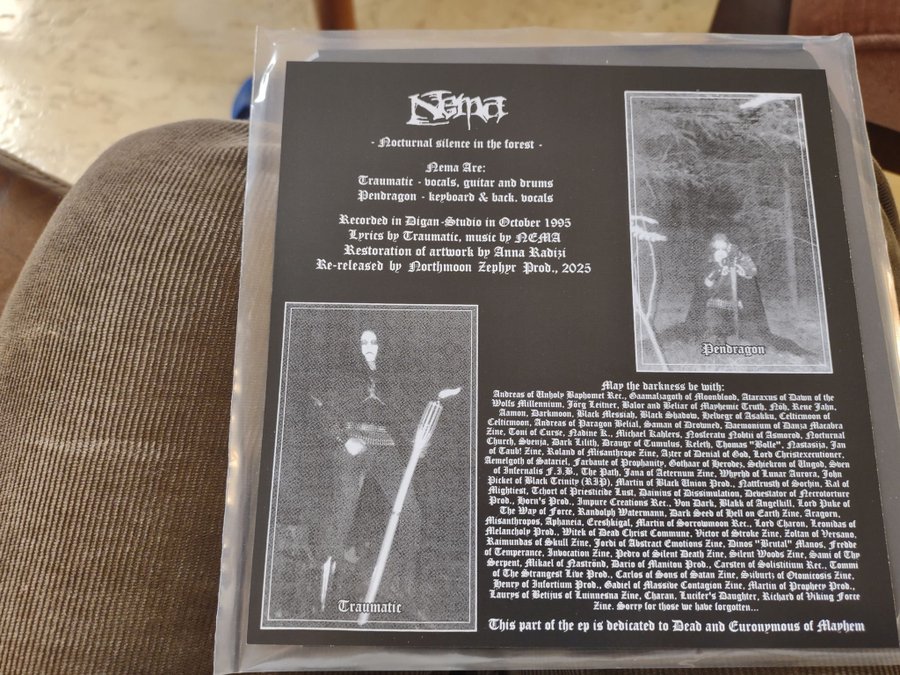 Nema
- Nocturnal silence in the forest -
Nema Are:
Traumatic - vocals, guitar and drums
Pendragon - keyboard & back. vocals
Recorded in Digan-Studio in October 1995
Lyrics by Traumatic, music by NEMA
Restoration of artwork by Anna Radizi
Re-released by Northmoon Zephyr Prod., 2025
Pendragon
Traumatic
May the darkness be with:
Andreas of Unholy Baphomet Rec., Gaamalzagoth of Moonblood, Ataraxus of Dawn of the
Wolfs Millennium, Jörg Leitner, Balor and Beliar of Mayhemic Truth, Nöh, Rene Jahn,
Aamon, Darkmoon, Black Messiah, Black Shadow, Helvegr of Asakku, Celticmoon of
Celticmoon, Andreas of Paragon Belial, Saman of Drowned, Daemonium of Danza Macabra
Zine, Toni of Curse, Nadine K., Michael Kahlers, Nosferatu of Asmorod, Nocturnal
Church, Svenja, Dark Lilith, Draugr of Tumulus, Keleth, Thomas "Bolle", Nastasija, Jan
of Taub! Zine, Roland of Misanthrope Zine, Azter of Denial of God, Lord Christexecutioner,
Aemelgoth of Satariel, Farbaute of Prophanity, Gothaar of Herodez, Schiekron of Ungod, Sven
of Infernalis F.I.B., The Path, Jana of Aeternum Zine, Whyrhd of Lunar Aurora, John
Picket of Black Trinity (RIP), Martin of Black Union Prod., Nattfrusth of Sorhin, Ral of
Mightiest, Tchort of Priesticide Lust, Dainius of Dissimulation, Devestator of Necrotorture
Prod., Horn's Prod., Impure Creations Rec., Von Dark, Blakk of Angelkill, Lord Puke of
The Way of Force, Randolph Watermann, Dark Seed of Hell on Earth Zine, Aragorn,
Misanthropos, Aphaneia, Ereshkigal, Martin of Sorrowmoon Rec., Lord Charon, Leonidas of
Melancholy Prod., Witek of Dead Christ Commune, Victor of Stroke Zine, Zoltan of Versano,
Raimundas of Skull Zine, Jordi of Abstract Emotions Zine, Dinos "Brutal" Manos, Fredde
of Temperance, Invocation Zine, Pedro of Silent Death Zine, Silent Woods Zine, Sami of Thy
Serpent, Mikael of Naströnd, Dario of Maniton Prod., Carsten of Solistitium Rec., Tommi
of The Strangest Live Prod., Carlos of Sons of Satan Zine, of Otomicosis Zine,
Henry of Infortium Prod., Gabiel of Massive Contagion Zine, Martin of Prophecy Prod.,
Laurys of Betijus of Luinnesna Zine, Charan, Lucifer's Daughter, Richard of Viking Force
Zine. Sorry for those we have forgotten...
This part of the ep is dedicated to Dead and Euronymous of Mayhem